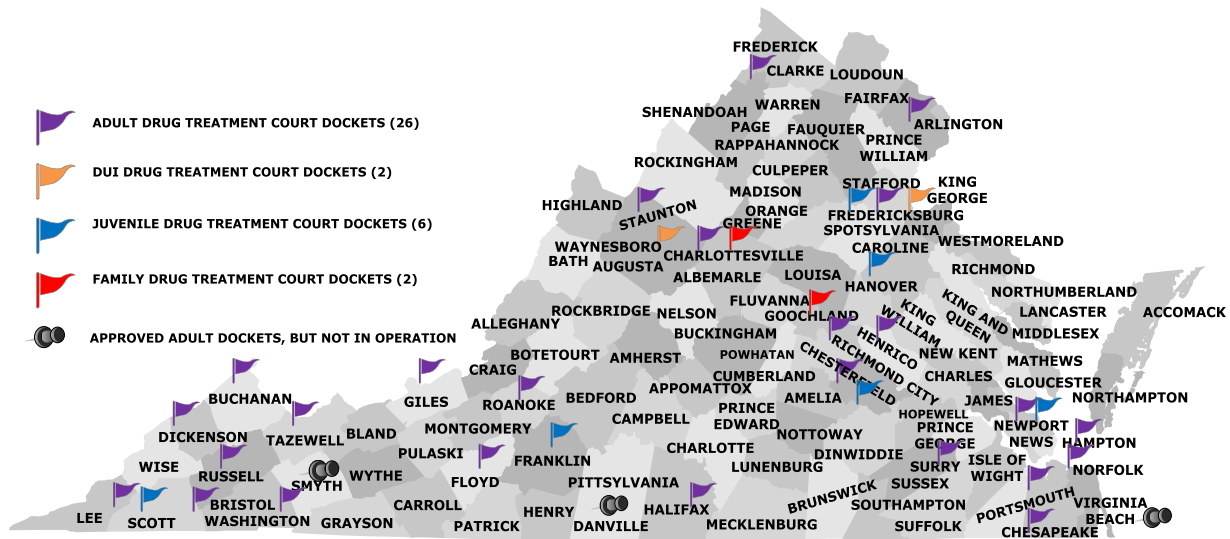 FREDERICK
CLARKE
LOUDOUN
FAIRFAX
SHENANDOAH
WARREN
ADULT DRUG TREATMENT COURT DOCKETS (26)
ARLINGTON
PAGE
FAUQUIER
PRINCE
WILLIAM
RAPPAHANNOCK
ROCKINGHAM
DUI DRUG TREATMENT COURT DOCKETS (2)
CULPEPER
STAFFORD
KING
GEORGE
MADISON
HIGHLAND
STAUNTON
ORANGE
FREDERICKSBURG
GREENE
JUVENILE DRUG TREATMENT COURT DOCKETS (6)
SPOTSYLVANIA
WAYNESBORO
CAROLINE
WESTMORELAND
BATH
AUGUSTA
CHARLOTTESVILLE
ALBEMARLE
LOUISA
RICHMOND
FAMILY DRUG TREATMENT COURT DOCKETS (2)
HANOVER
NORTHUMBERLAND
FLUVANNA
GOOCHLAND
KING
WILLIAM
KING AND
QUEEN
LANCASTER
ACCOMACK
ROCKBRIDGE
NELSON
ALLEGHANY
BUCKINGHAM
HENRICO
MIDDLESEX
APPROVED ADULT DOCKETS, BUT NOT IN OPERATION
BOTETOURT
AMHERST
POWHATAN
RICHMOND CITY
NEW KENT
MATHEWS
CRAIG
CUMBERLAND
CHESTERFIELD
CHARLES
GLOUCESTER
BUCHANAN
GILES
ROANOKE
BEDFORD
APPOMATTOX
AMELIA
JAMES
NORTHAMPTON
CAMPBELL
PRINCE
EDWARD
HOPEWELL
PRINCE
GEORGE
NEWPORT
NEWS
DICKENSON
TAZEWELL
BLAND
MONTGOMERY
NOTTOWAY
HAMPTON
PULASKI
FRANKLIN
CHARLOTTE
DINWIDDIE
WISE
RUSSELL
SMYTH
WYTHE
FLOYD
PITTSYLVANIA
LUNENBURG
SURRY
ISLE OF
WIGHT
NORFOLK
SUSSEX
LEE
SCOTT
BRISTOL
WASHINGTON
GRAYSON
CARROLL
PATRICK
HENRY
DANVILLE
HALIFAX
MECKLENBURG
BRUNSWICK
SOUTHAMPTON
SUFFOLK
PORTSMOUTH
VIRGINIA
BEACH
CHESAPEAKE